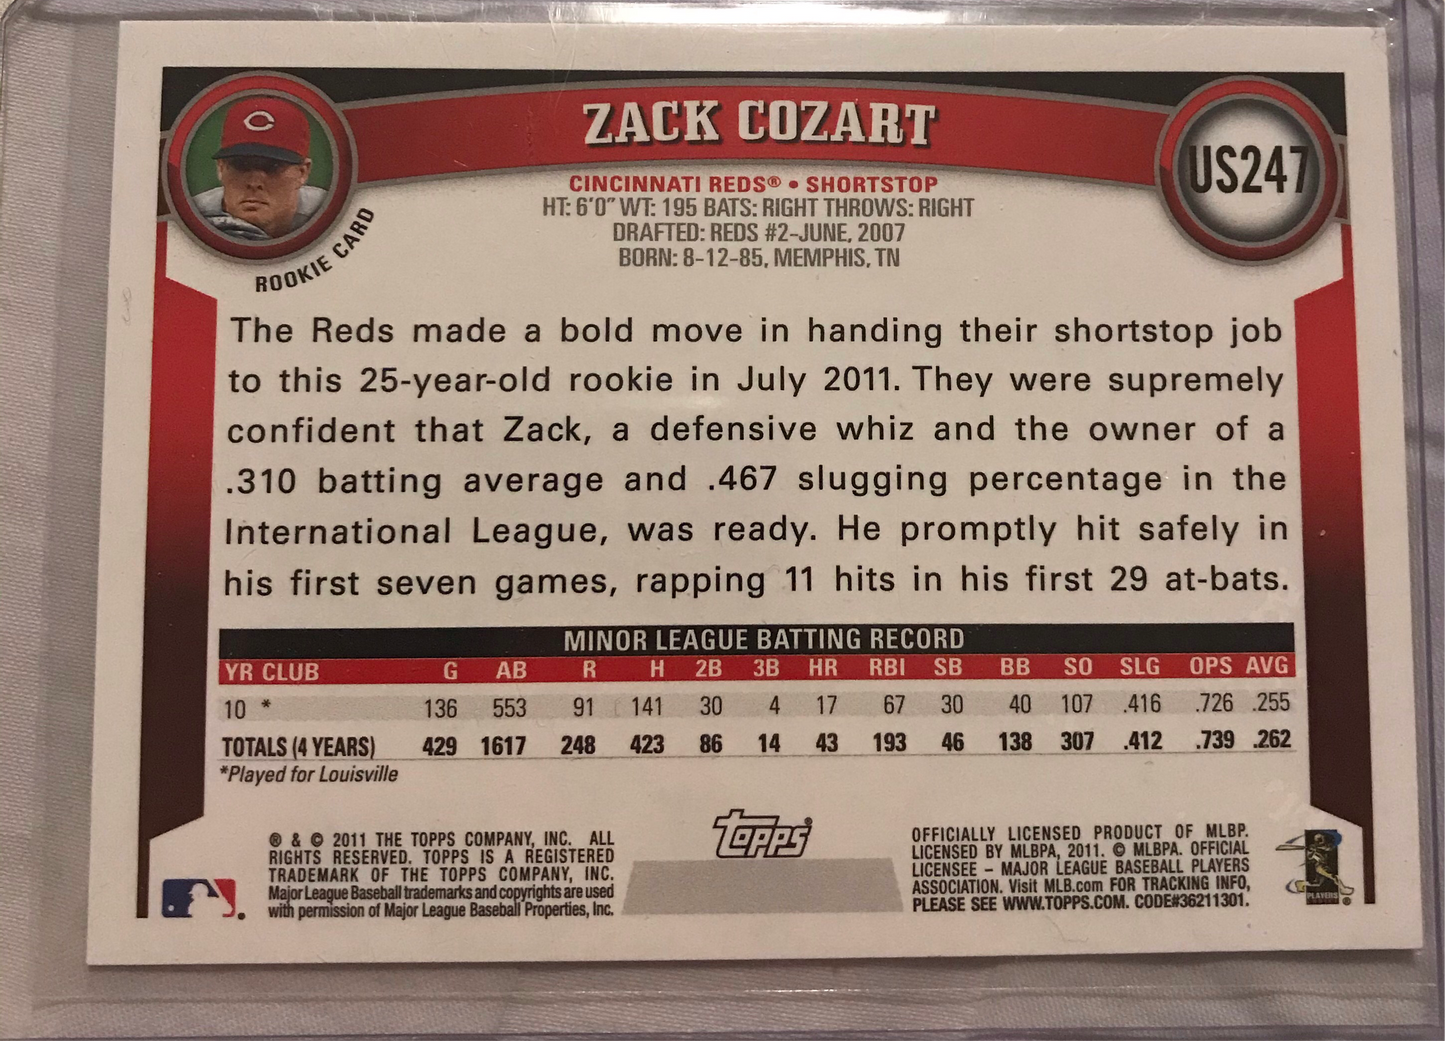 ZACK COZART
US247
CINCINNATI REDS® • SHORTSTOP
HT: 6'0" WT: 195 BATS: RIGHT THROWS: RIGHT
DRAFTED: REDS #2-JUNE, 2007
BORN: 8-12-85, MEMPHIS, TN
C
ROOKIE CARD
The Reds made a bold move in handing their shortstop job
to this 25-year-old rookie in July 2011. They were supremely
confident that Zack, a defensive whiz and the owner of a
.310 batting average and .467 slugging percentage in the
International League, was ready. He promptly hit safely in
his first seven games, rapping 11 hits in his first 29 at-bats.
MINOR LEAGUE BATTING RECORD
YR CLUB G AB R H 2B 3B HR RBI SB BB SO SLG OPS AVG
10 * 136 553 91 141 30 4 17 67 30 40 107 .416 .726 .255
TOTALS (4 YEARS) 429 1617 248 423 86 14 43 193 46 138 307 .412 .739 .262
*Played for Louisville
® & © 2011 THE TOPPS COMPANY, INC. ALL
RIGHTS RESERVED. TOPPS IS A REGISTERED
TRADEMARK OF THE TOPPS COMPANY, INC.
Major League Baseball trademarks and copyrights are used
with permission of Major League Baseball Properties, Inc.
Topps®
OFFICIALLY LICENSED PRODUCT OF MLBP.
LICENSED BY MLBPA, 2011. © MLBPA. OFFICIAL
LICENSEE – MAJOR LEAGUE BASEBALL PLAYERS
ASSOCIATION. Visit MLB.com FOR TRACKING INFO,
PLEASE SEE WWW.TOPPS.COM. CODE#36211301.
PLAYERS ®